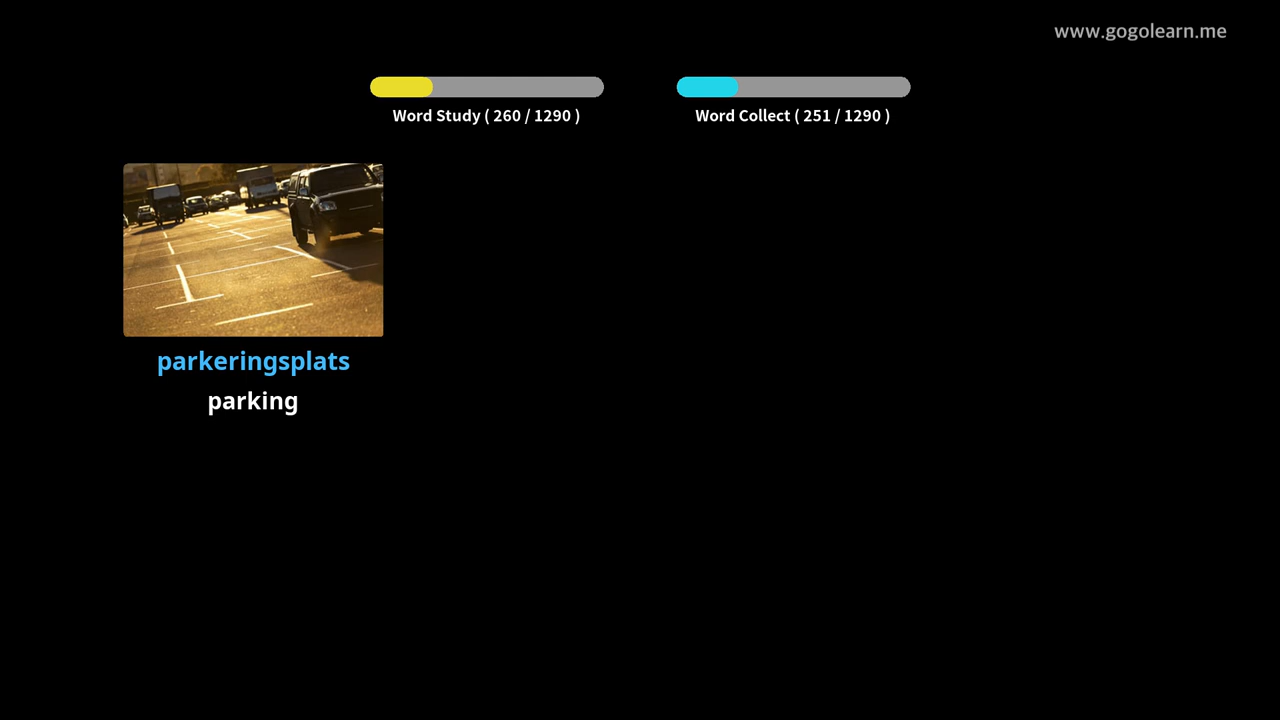 www.gogolearn.me
Word Study ( 260 / 1290 )
Word Collect ( 251 / 1290 )
parkeringsplats
parking